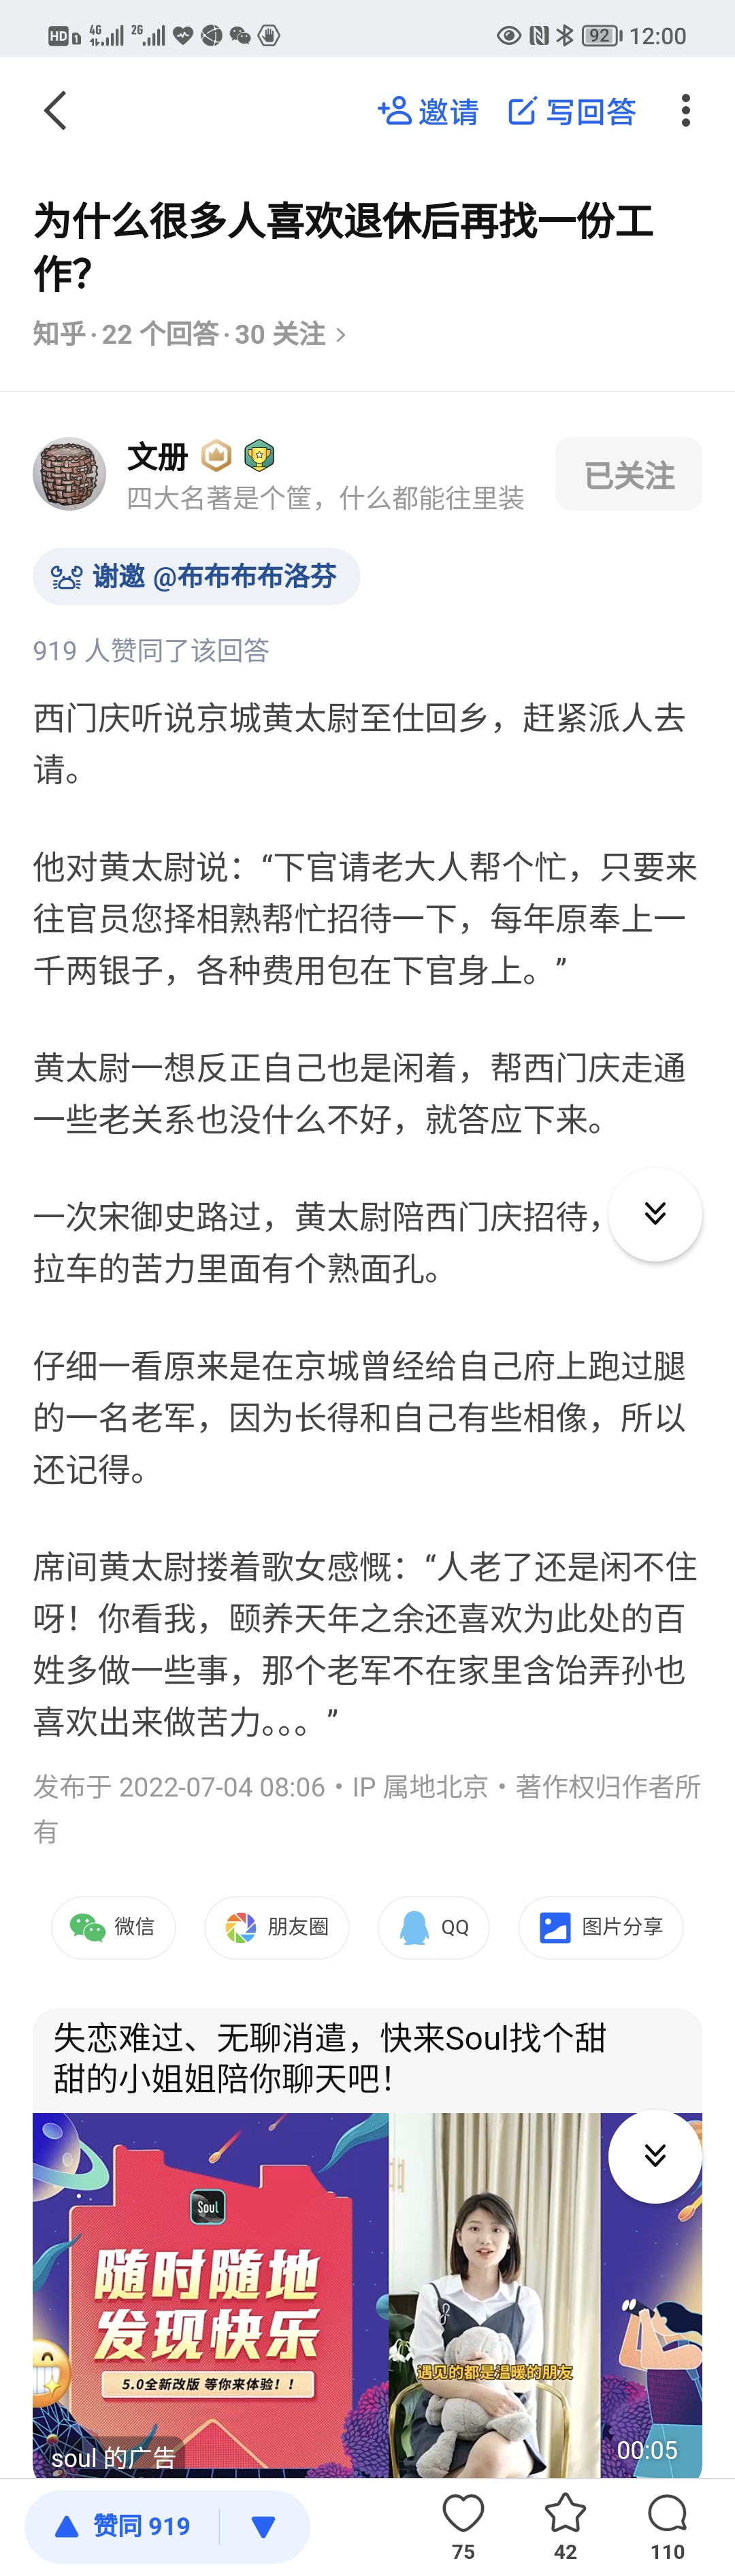 HD 1 4G 2G 92 12:00
邀请 写回答
为什么很多人喜欢退休后再找一份工
作?
知乎 · 22 个回答 · 30 关注 >
文册
四大名著是个筐，什么都能往里装
已关注
谢邀 @布布布布洛芬
919 人赞同了该回答
西门庆听说京城黄太尉至仕回乡，赶紧派人去
请。
他对黄太尉说：“下官请老大人帮个忙，只要来
往官员您择相熟帮忙招待一下，每年原奉上一
千两银子，各种费用包在下官身上。”
黄太尉一想反正自己也是闲着，帮西门庆走通
一些老关系也没什么不好，就答应下来。
一次宋御史路过，黄太尉陪西门庆招待，
拉车的苦力里面有个熟面孔。
仔细一看原来是在京城曾经给自己府上跑过腿
的一名老军，因为长得和自己有些相像，所以
还记得。
席间黄太尉搂着歌女感慨：“人老了还是闲不住
呀！你看我，颐养天年之余还喜欢为此处的百
姓多做一些事，那个老军不在家里含饴弄孙也
喜欢出来做苦力。。。”
发布于 2022-07-04 08:06 · IP 属地北京 · 著作权归作者所
有
微信 朋友圈 QQ 图片分享
失恋难过、无聊消遣，快来Soul找个甜
甜的小姐姐陪你聊天吧！
Soul
随时随地
发现快乐
5.0全新改版 等你来体验！！
遇见的都是温暖的朋友
soul 的广告
00:05
赞同 919
75 42 110